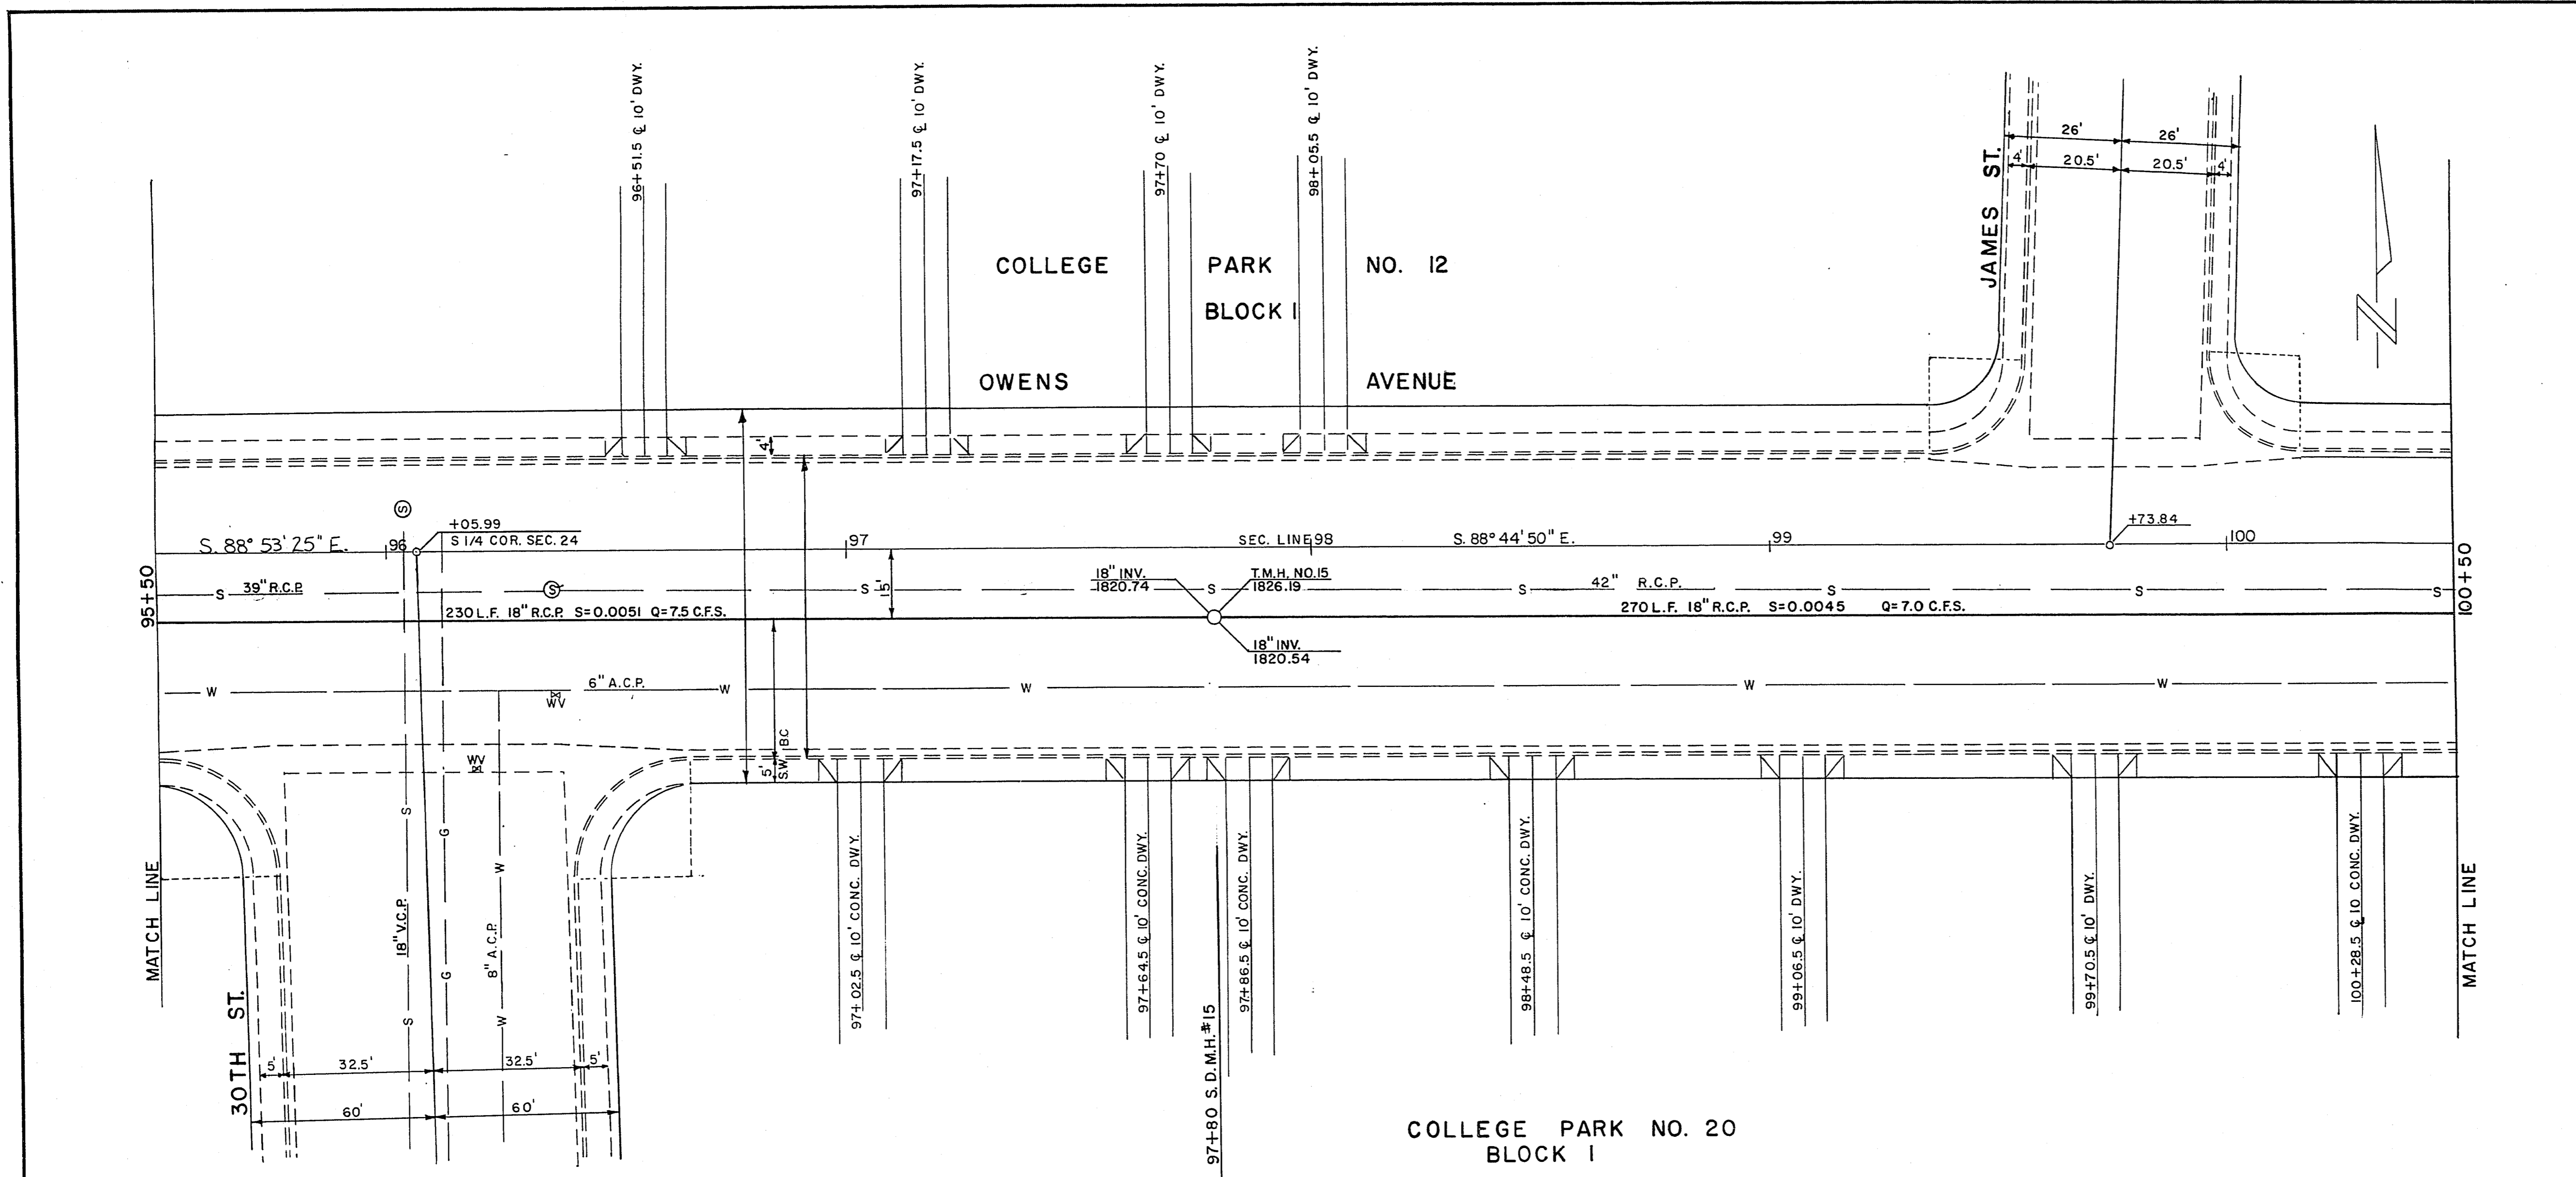 96+51.5 ℄ 10' DWY.
97+17.5 ℄ 10' DWY.
97+70 ℄ 10' DWY.
98+05.5 ℄ 10' DWY.
JAMES ST.
26' 26'
4' 20.5' 20.5' 4'
N
COLLEGE PARK NO. 12
BLOCK 1
OWENS AVENUE
4'
95+50
MATCH LINE
S. 88° 53' 25" E.
96
+05.99
S 1/4 COR. SEC. 24
97
SEC. LINE
98
S. 88° 44' 50" E.
99
+73.84
100
100+50
MATCH LINE
S
S 39" R.C.P. S S 15' S S 42" R.C.P. S S S
18" INV.
1820.74
T.M.H. NO.15
1826.19
230 L.F. 18" R.C.P. S=0.0051 Q=7.5 C.F.S.
270 L.F. 18" R.C.P. S=0.0045 Q=7.0 C.F.S.
18" INV.
1820.54
W 6" A.C.P. W W W W
WV
WV
B.C
5'
S.W.
30TH ST.
S 18" V.C.P. S
G G
W 8" A.C.P. W
5' 32.5' 32.5' 5'
60' 60'
97+02.5 ℄ 10' CONC. DWY.
97+64.5 ℄ 10' CONC. DWY.
97+80 S.D.M.H.#15
97+86.5 ℄ 10' CONC. DWY.
98+48.5 ℄ 10' CONC. DWY.
99+06.5 ℄ 10' DWY.
99+70.5 ℄ 10' DWY.
100+28.5 ℄ 10 CONC. DWY.
COLLEGE PARK NO. 20
BLOCK 1